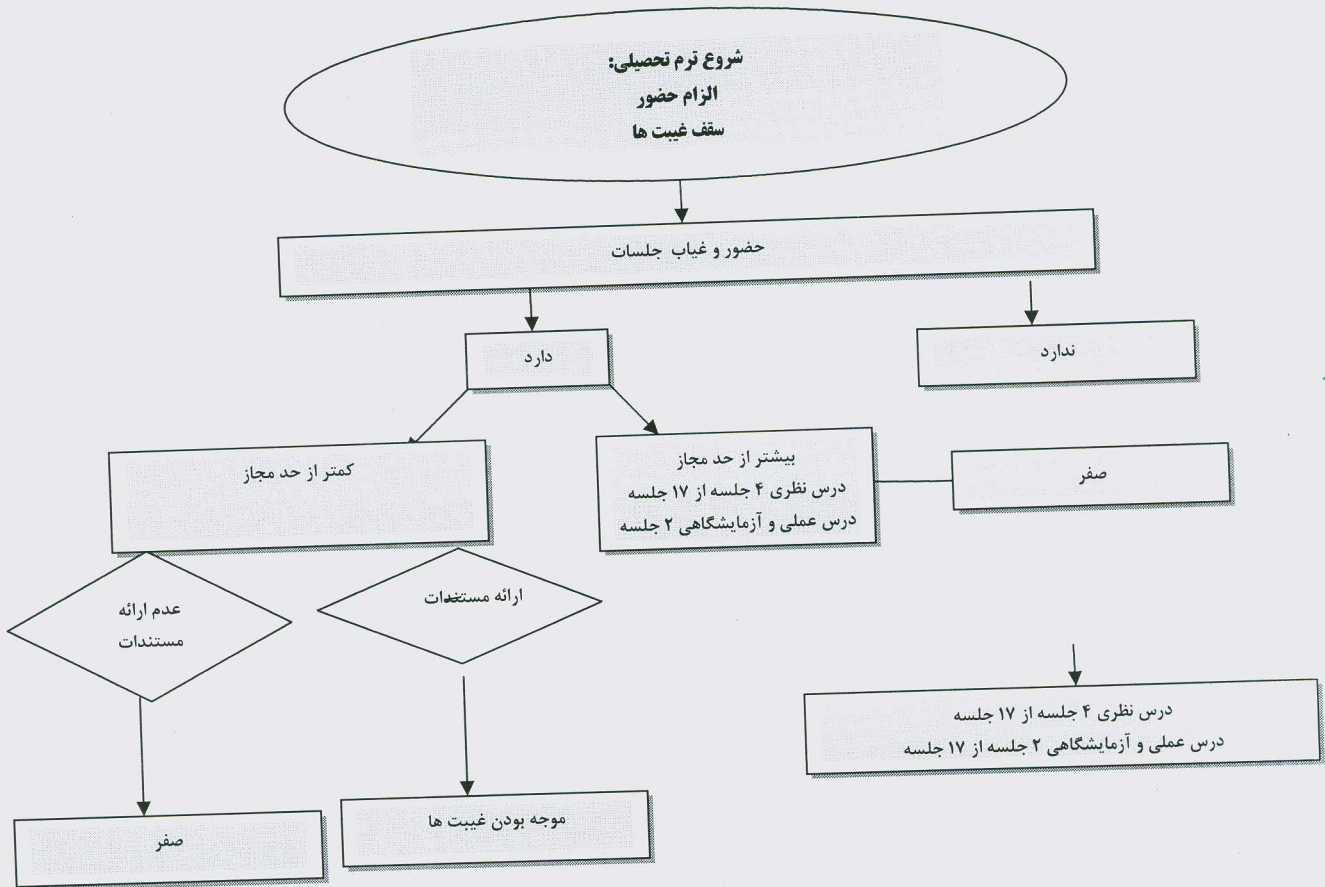 شروع ترم تحصیلی:
الزام حضور
سقف غیبت ها
حضور و غیاب جلسات
دارد
ندارد
کمتر از حد مجاز
بیشتر از حد مجاز
درس نظری ۴ جلسه از ۱۷ جلسه
درس عملی و آزمایشگاهی ۲ جلسه
صفر
عدم ارائه
مستندات
ارائه مستندات
درس نظری ۴ جلسه از ۱۷ جلسه
درس عملی و آزمایشگاهی ۲ جلسه از ۱۷ جلسه
صفر
موجه بودن غیبت ها